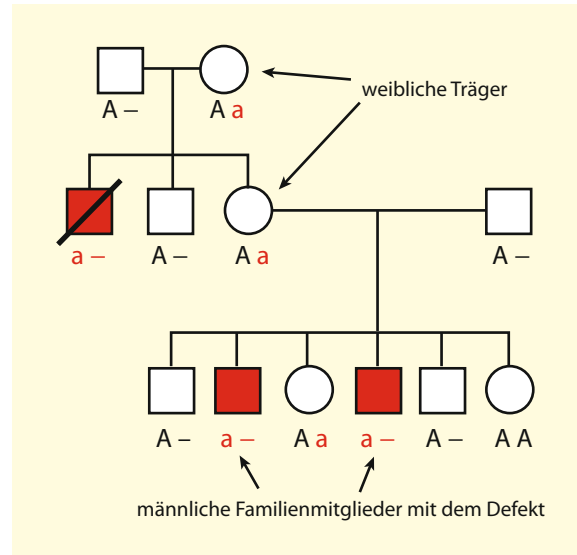 A – A a
weibliche Träger
a – A – A a A –
A – a – A a a – A – A A
männliche Familienmitglieder mit dem Defekt